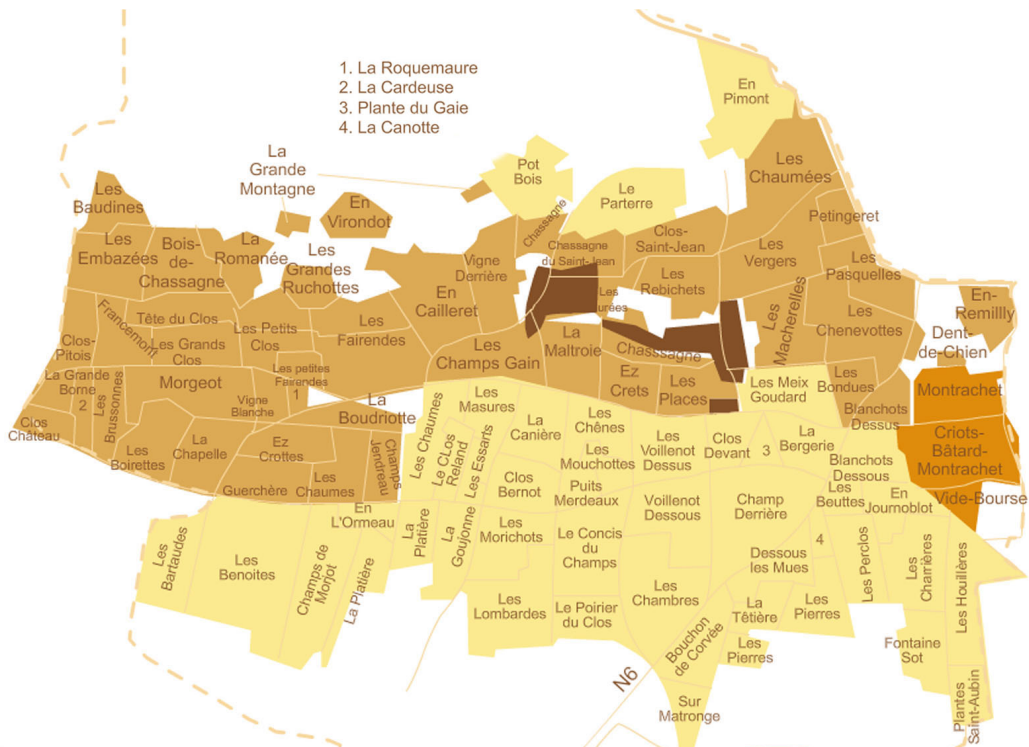 1. La Roquemaure
2. La Cardeuse
3. Plante du Gaie
4. La Canotte
En
Pimont
La
Grande
Montagne
Pot
Bois
Le
Parterre
Les
Chaumées
Les
Baudines
En
Virondot
Petingeret
Chassagne
Clos-
Saint-Jean
Les
Embazées
Bois-
de-
Chassagne
La
Romanée
Les
Grandes
Ruchottes
Vigne
Derrière
Chassagne
du Saint-Jean
Les
Vergers
Les
Pasquelles
Les
Rebichets
En
Cailleret
Les
urées
En-
Remillly
Francemont
Tête du Clos
Les Petits
Clos
Les
Fairendes
Les
Macherelles
Les
Chenevottes
Dent-
de-Chien
Clos-
Pitois
Les Grands
Clos
Les
Champs Gain
La
Maltroie
Chasssagne
La Grande
Borne
2
Les
Brussonnes
Morgeot
Les petites
Fairendes
1
Vigne
Blanche
Ez
Crets
Les
Places
Les Meix
Goudard
Les
Bondues
Montrachet
Clos
Château
La
Boudriotte
Les Chaumes
Les
Masures
Blanchots
Dessus
Les
Boirettes
La
Chapelle
Ez
Crottes
Champs
Jendreau
Le CLos
Reland
Les Essarts
La
Canière
Les
Chênes
Les
Mouchottes
Les
Voillenot
Dessus
Clos
Devant
3
La
Bergerie
Criots-
Bâtard-
Montrachet
Guerchère
Les
Chaumes
Clos
Bernot
Puits
Merdeaux
Voillenot
Dessous
Champ
Derrière
Blanchots
Dessous
Les
Beuttes
En
Journoblot
Vide-Bourse
En
L'Ormeau
La
Platière
La
Goujonne
Les
Morichots
Le Concis
du
Champs
4
Les
Bartaudes
Les
Benoites
Champs de
Morjot
La Platière
Dessous
les Mues
Les Perclos
Les
Charrières
Les Houillères
Les
Lombardes
Le Poirier
du Clos
Les
Chambres
La
Têtière
Les
Pierres
Bouchon
de Corvée
Les
Pierres
Fontaine
Sot
N6
Sur
Matronge
Plantes
Saint-Aubin